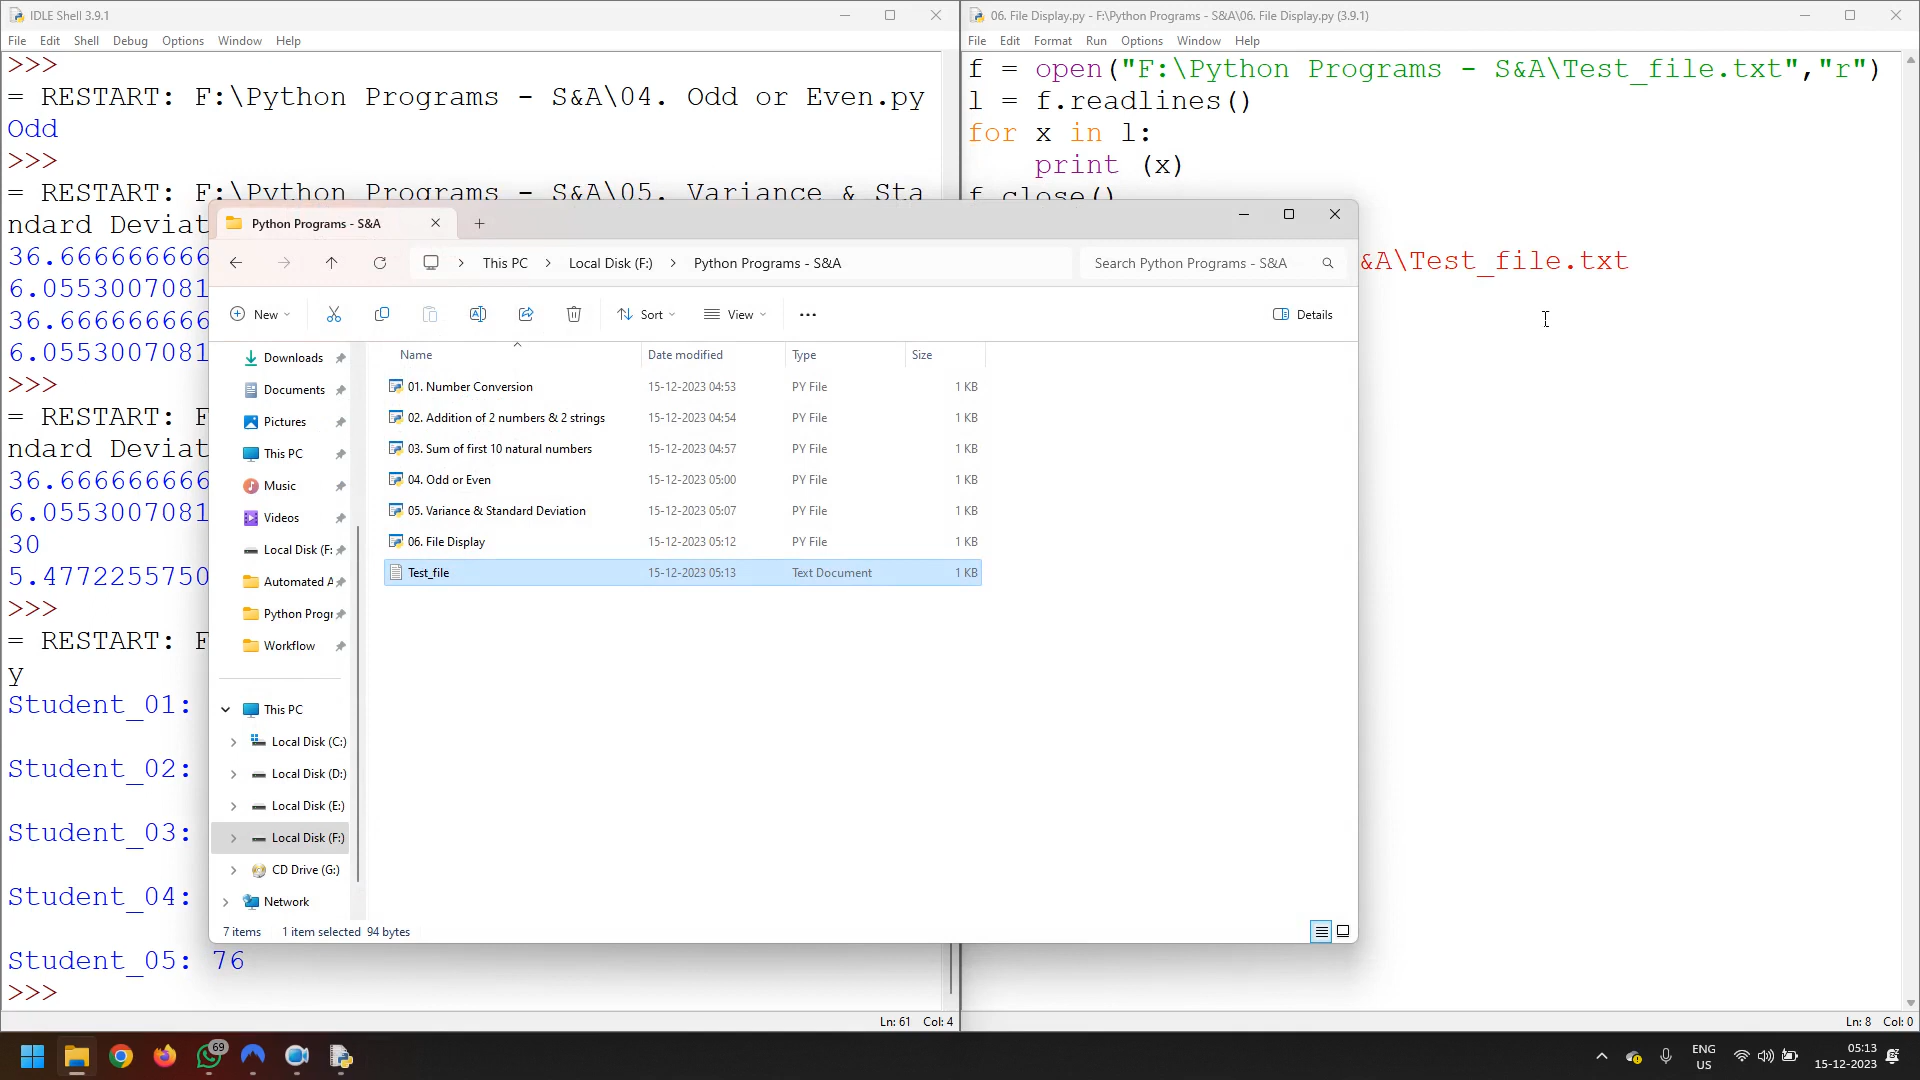 IDLE Shell 3.9.1
File Edit Shell Debug Options Window Help
>>>
= RESTART: F:\Python Programs - S&A\04. Odd or Even.py
Odd
>>>
= RESTART: F:\Python Programs - S&A\05. Variance & Sta
ndard Deviat
36.6666666666
6.0553007081
36.6666666666
6.0553007081
>>>
= RESTART: F
ndard Deviat
36.6666666666
6.0553007081
30
5.4772255750
>>>
= RESTART: F
y
Student_01:
Student_02:
Student_03:
Student_04:
Student_05: 76
>>>
Ln: 61 Col: 4
06. File Display.py - F:\Python Programs - S&A\06. File Display.py (3.9.1)
File Edit Format Run Options Window Help
f = open("F:\Python Programs - S&A\Test_file.txt","r")
l = f.readlines()
for x in l:
print (x)
f.close()
&A\Test_file.txt
Ln: 8 Col: 0
Python Programs - S&A
This PC > Local Disk (F:) > Python Programs - S&A
Search Python Programs - S&A
New Sort View ... Details
Downloads
Documents
Pictures
This PC
Music
Videos
Local Disk (F:
Automated A
Python Progr
Workflow
This PC
Local Disk (C:)
Local Disk (D:)
Local Disk (E:)
Local Disk (F:)
CD Drive (G:)
Network
Name Date modified Type Size
01. Number Conversion 15-12-2023 04:53 PY File 1 KB
02. Addition of 2 numbers & 2 strings 15-12-2023 04:54 PY File 1 KB
03. Sum of first 10 natural numbers 15-12-2023 04:57 PY File 1 KB
04. Odd or Even 15-12-2023 05:00 PY File 1 KB
05. Variance & Standard Deviation 15-12-2023 05:07 PY File 1 KB
06. File Display 15-12-2023 05:12 PY File 1 KB
Test_file 15-12-2023 05:13 Text Document 1 KB
7 items 1 item selected 94 bytes
69
ENG
US
05:13
15-12-2023